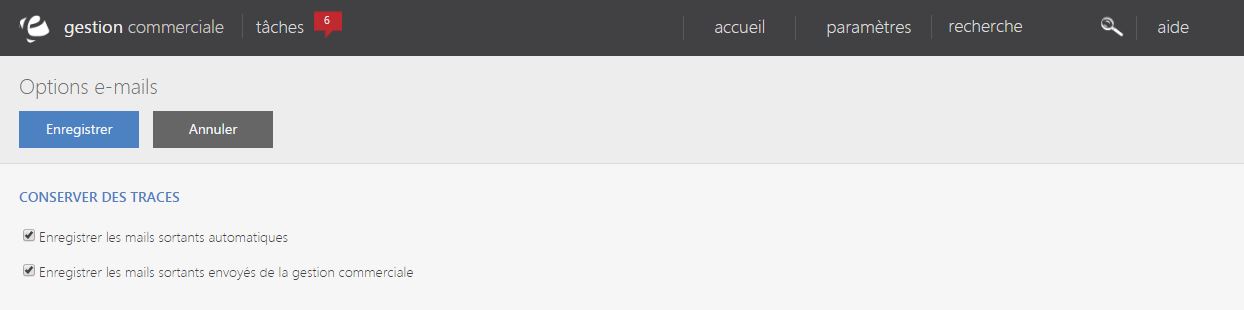 gestion commerciale tâches 6 accueil paramètres recherche aide
Options e-mails
Enregistrer Annuler
CONSERVER DES TRACES
Enregistrer les mails sortants automatiques
Enregistrer les mails sortants envoyés de la gestion commerciale